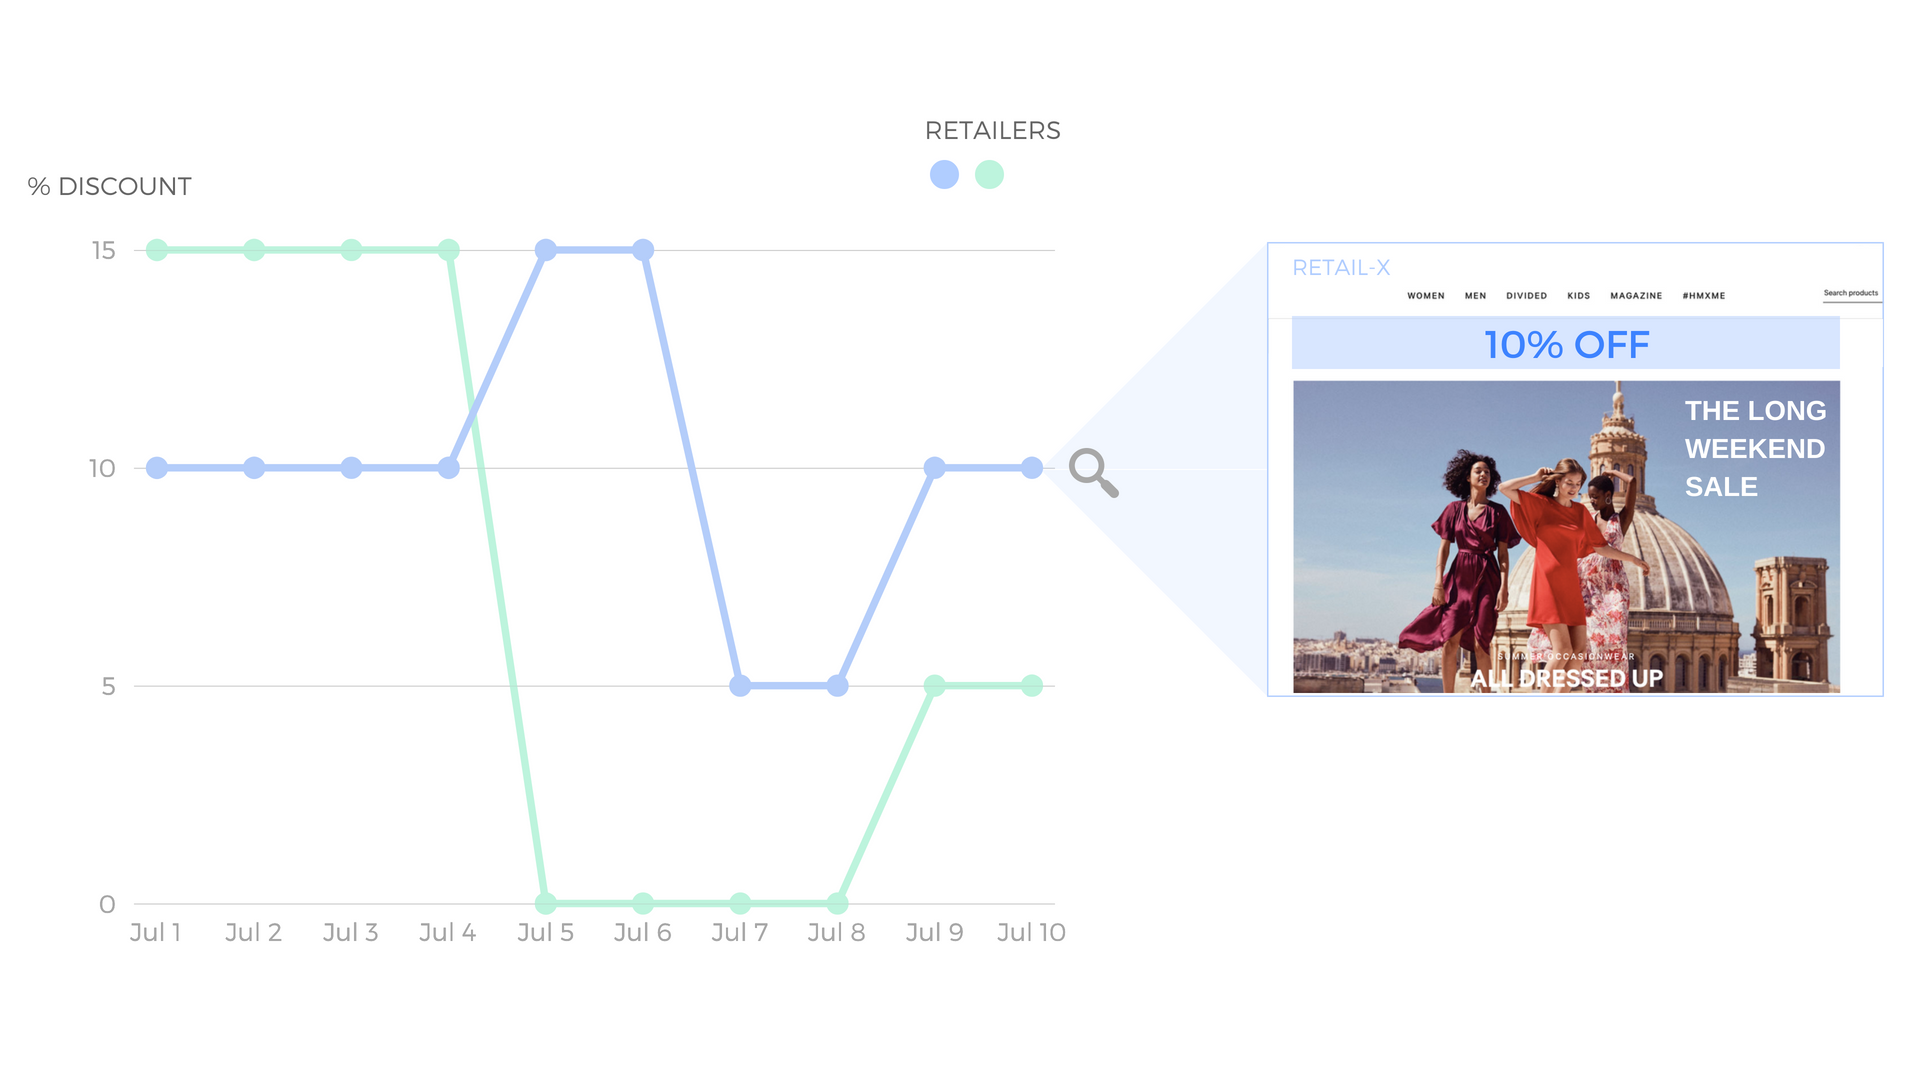 RETAILERS
% DISCOUNT
15
10
5
0
Jul 1 Jul 2 Jul 3 Jul 4 Jul 5 Jul 6 Jul 7 Jul 8 Jul 9 Jul 10
RETAIL-X
WOMEN MEN DIVIDED KIDS MAGAZINE #HMXME Search products
10% OFF
THE LONG
WEEKEND
SALE
SUMMER OCCASIONWEAR
ALL DRESSED UP